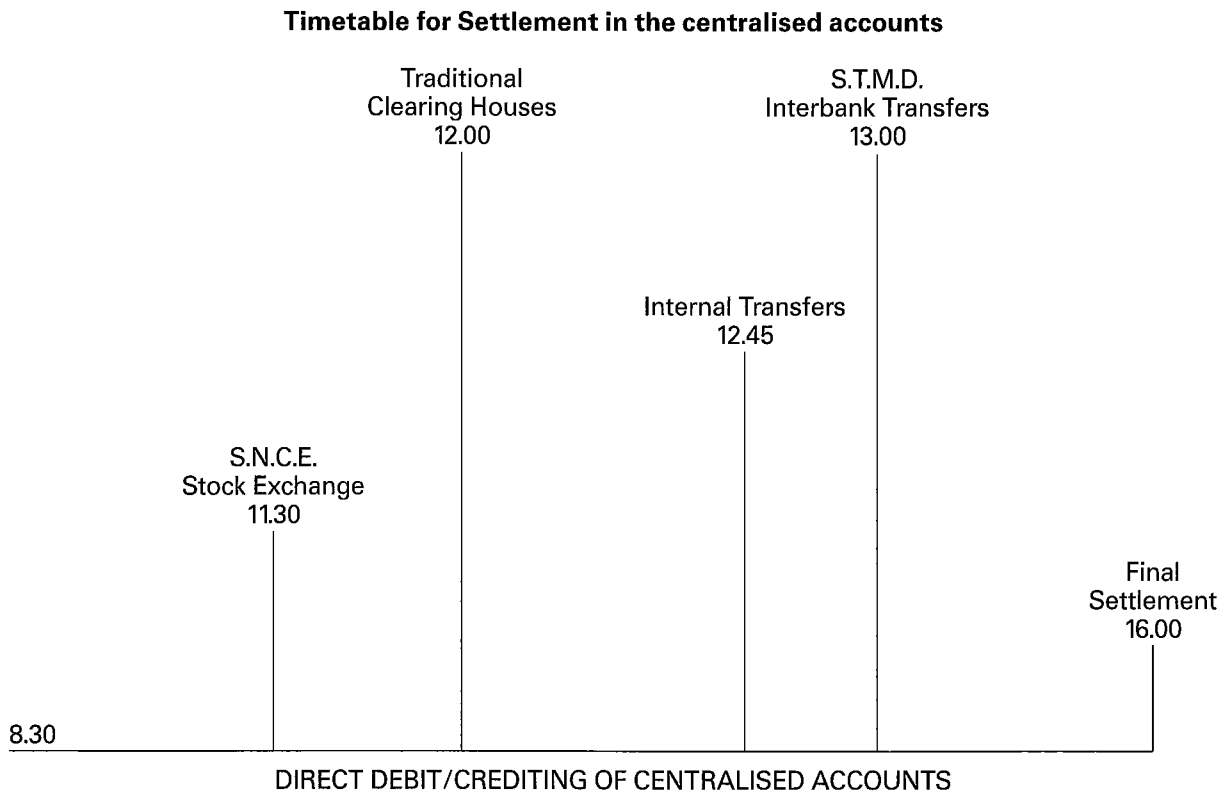 Timetable for Settlement in the centralised accounts
Traditional
Clearing Houses
12.00
S.T.M.D.
Interbank Transfers
13.00
Internal Transfers
12.45
S.N.C.E.
Stock Exchange
11.30
Final
Settlement
16.00
8.30
DIRECT DEBIT/CREDITING OF CENTRALISED ACCOUNTS